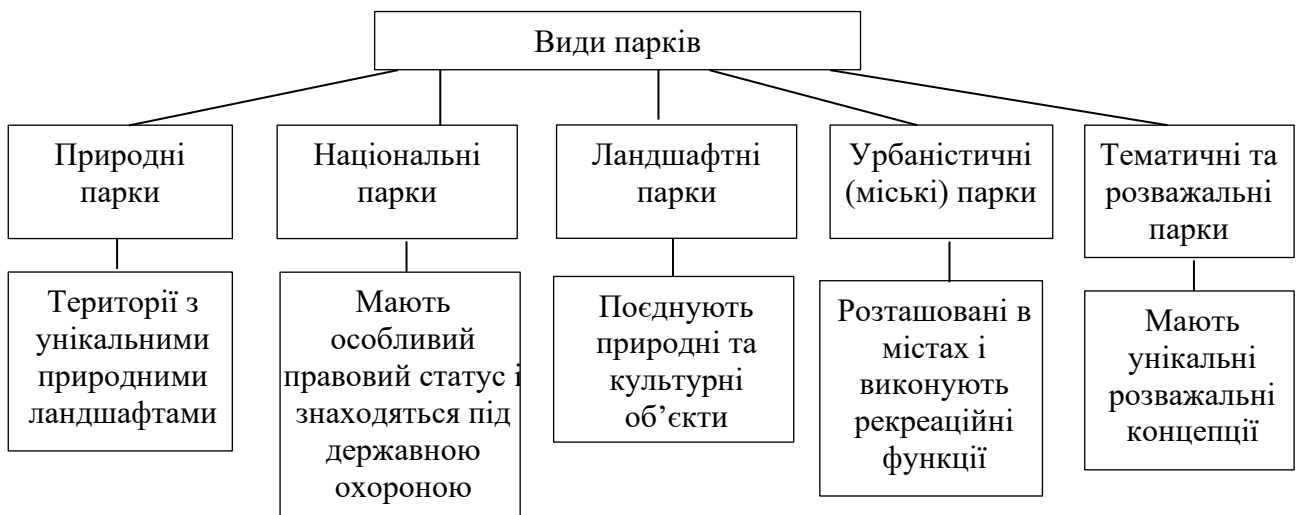 Види парків
Природні
парки
Національні
парки
Ландшафтні
парки
Урбаністичні
(міські) парки
Тематичні та
розважальні
парки
Території з
унікальними
природними
ландшафтами
Мають
особливий
правовий статус і
знаходяться під
державною
охороною
Поєднують
природні та
культурні
об’єкти
Розташовані в
містах і
виконують
рекреаційні
функції
Мають
унікальні
розважальні
концепції